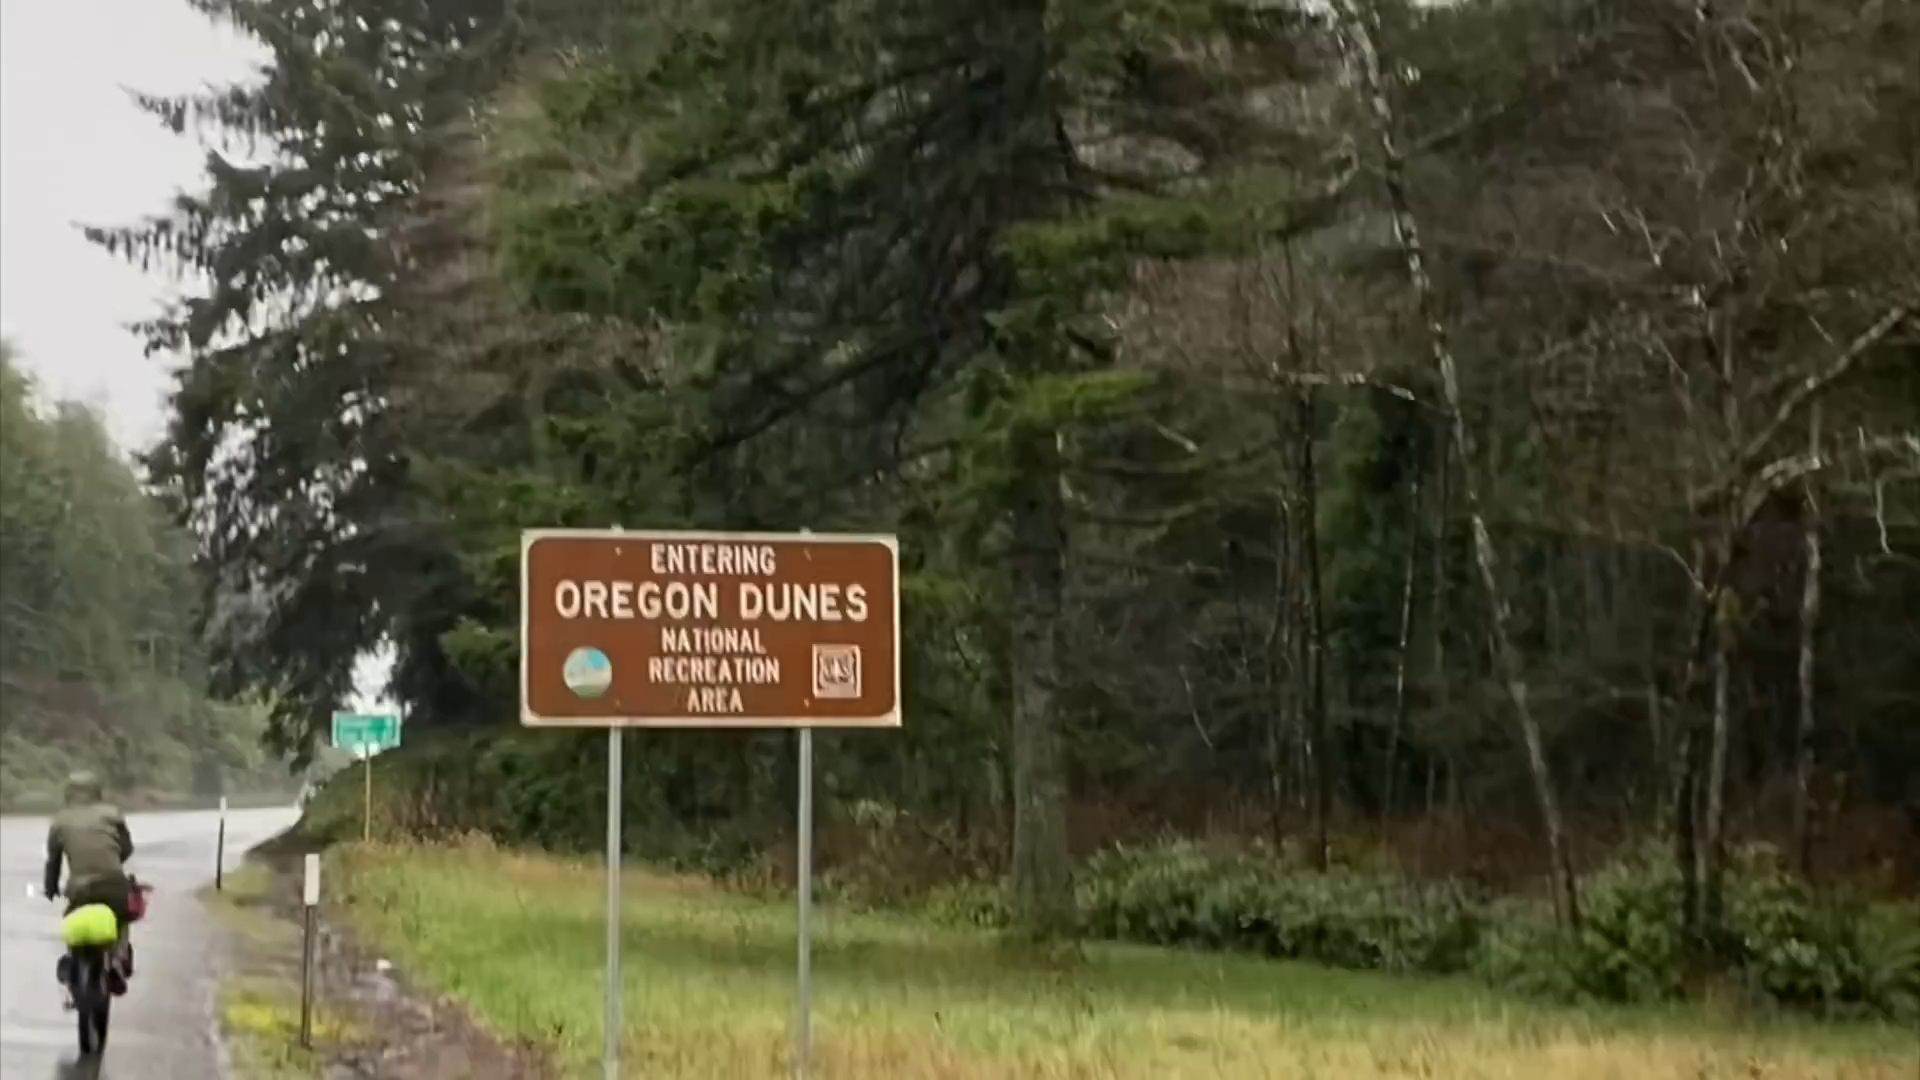 ENTERING
OREGON DUNES
NATIONAL
RECREATION
AREA